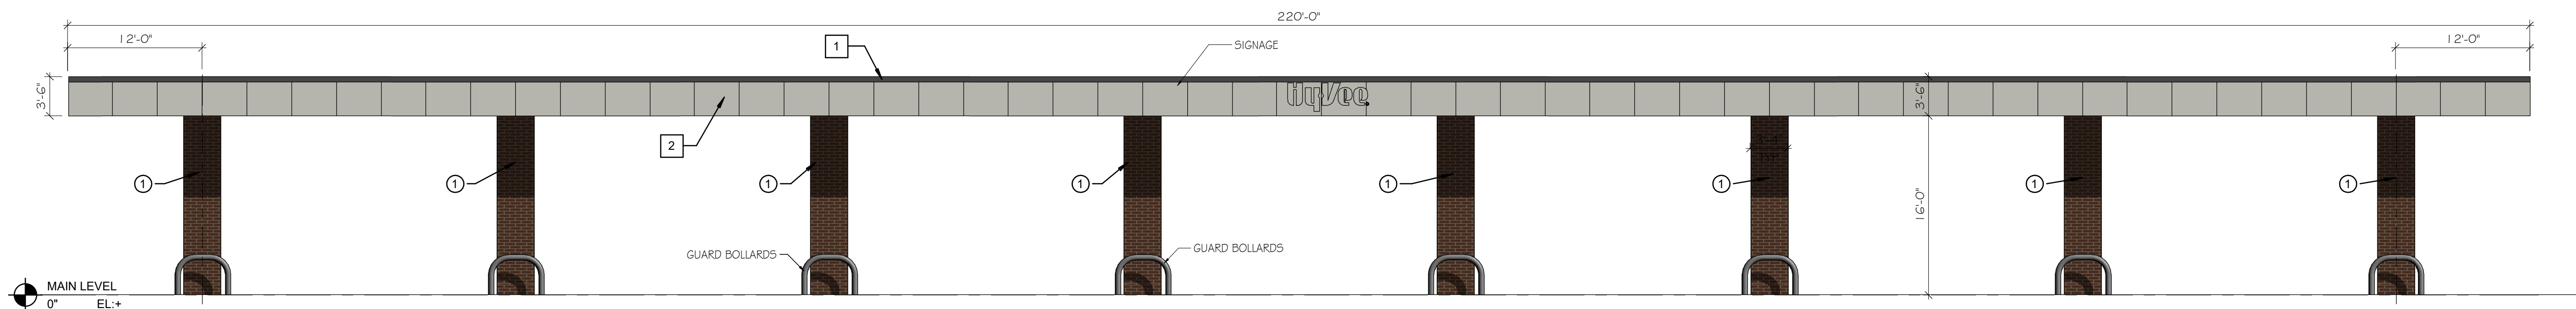 220'-0"
12'-0"
1
SIGNAGE
12'-0"
3'-6"
HyVee
3'-6"
2
1
1
1
1
1
1
1
1
16'-0"
GUARD BOLLARDS
GUARD BOLLARDS
MAIN LEVEL
0" EL:+